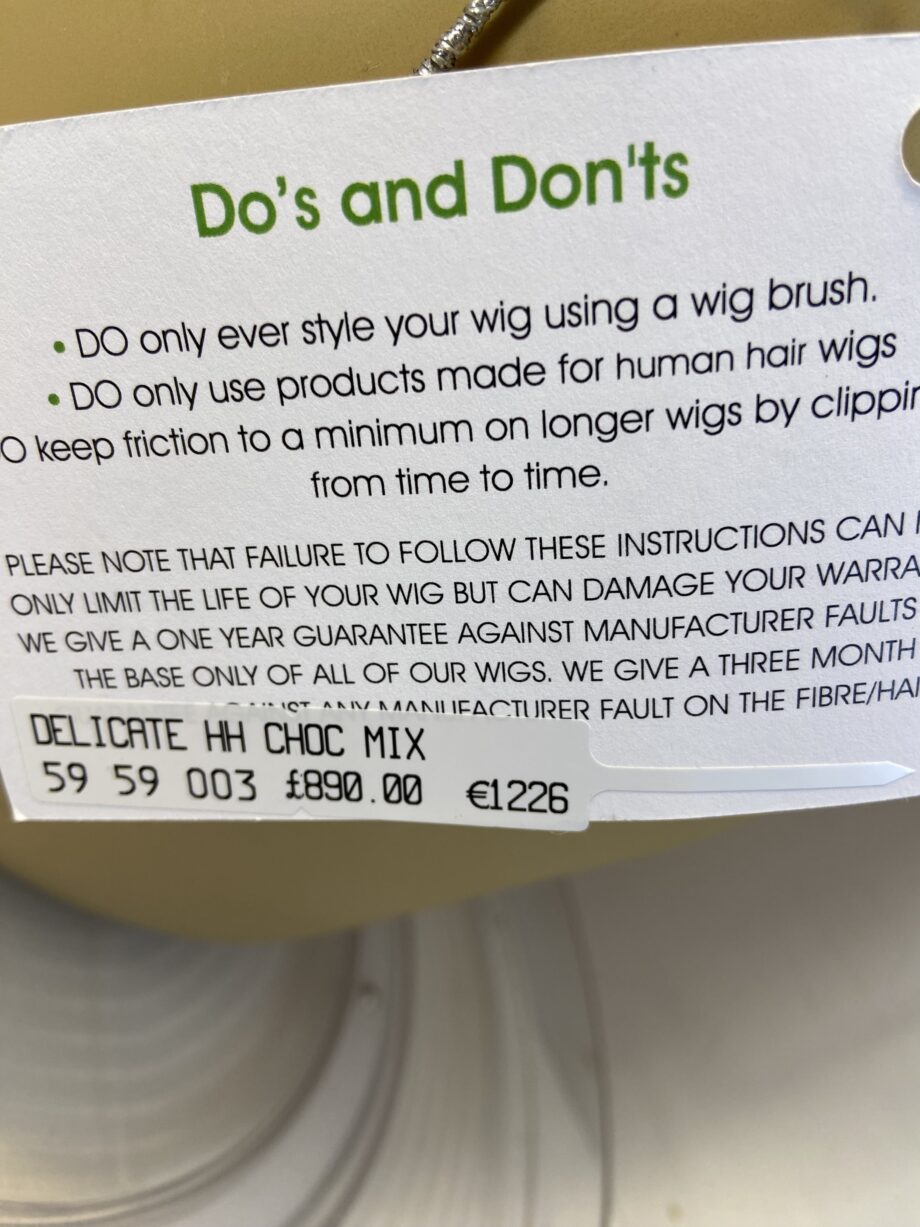 Do's and Don'ts
• DO only ever style your wig using a wig brush.
• DO only use products made for human hair wigs
O keep friction to a minimum on longer wigs by clippin
from time to time.
PLEASE NOTE THAT FAILURE TO FOLLOW THESE INSTRUCTIONS CAN
ONLY LIMIT THE LIFE OF YOUR WIG BUT CAN DAMAGE YOUR WARRA
WE GIVE A ONE YEAR GUARANTEE AGAINST MANUFACTURER FAULTS
THE BASE ONLY OF ALL OF OUR WIGS. WE GIVE A THREE MONTH
ANY MANUFACTURER FAULT ON THE FIBRE/HAI
DELICATE HH CHOC MIX
59 59 003 £890.00 €1226